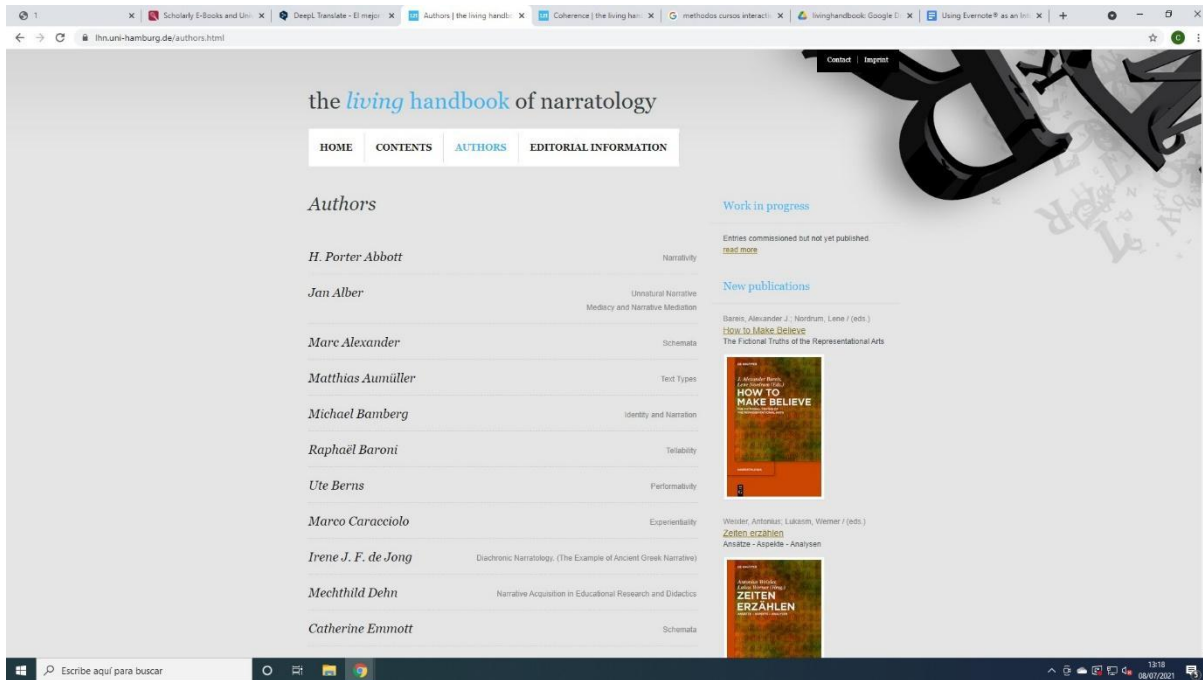 1
Scholarly E-Books and Uni
DeepL Translate - El mejor
Authors | the living handbo
Coherence | the living han
methodos cursos interacti
livinghandbook: Google D
Using Evernote® as an Int
lhn.uni-hamburg.de/authors.html
Contact | Imprint
the living handbook of narratology
HOME CONTENTS AUTHORS EDITORIAL INFORMATION
Authors
H. Porter Abbott Narrativity
Jan Alber Unnatural Narrative
Mediacy and Narrative Mediation
Marc Alexander Schemata
Matthias Aumüller Text Types
Michael Bamberg Identity and Narration
Raphaël Baroni Tellability
Ute Berns Performativity
Marco Caracciolo Experientiality
Irene J. F. de Jong Diachronic Narratology. (The Example of Ancient Greek Narrative)
Mechthild Dehn Narrative Acquisition in Educational Research and Didactics
Catherine Emmott Schemata
Work in progress
Entries commissioned but not yet published.
read more
New publications
Bareis, Alexander J.; Nordrum, Lene / (eds.)
How to Make Believe
The Fictional Truths of the Representational Arts
HOW TO
MAKE BELIEVE
Weixler, Antonius; Lukas, Werner / (eds.)
Zeiten erzählen
Ansätze - Aspekte - Analysen
ZEITEN
ERZÄHLEN
Escribe aquí para buscar
13:18
08/07/2021